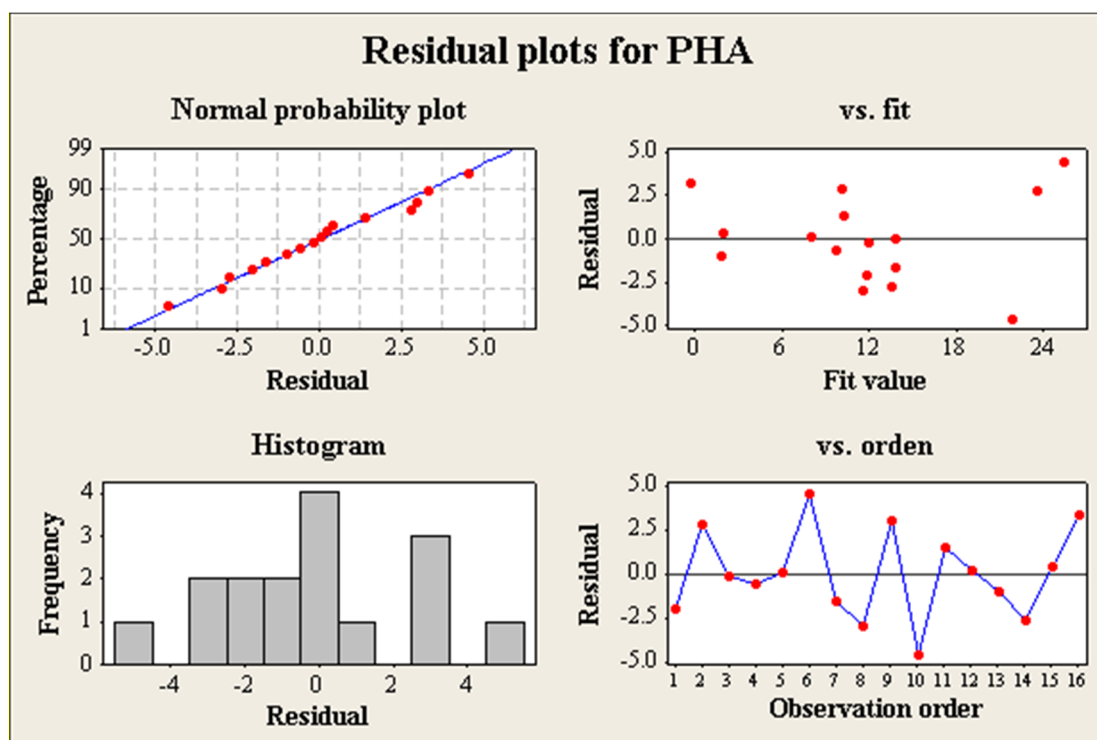 Residual plots for PHA
Normal probability plot
Percentage
99
90
50
10
1
-5.0 -2.5 0.0 2.5 5.0
Residual
vs. fit
Residual
5.0
2.5
0.0
-2.5
-5.0
0 6 12 18 24
Fit value
Histogram
Frequency
4
3
2
1
0
-4 -2 0 2 4
Residual
vs. orden
Residual
5.0
2.5
0.0
-2.5
-5.0
1 2 3 4 5 6 7 8 9 10 11 12 13 14 15 16
Observation order